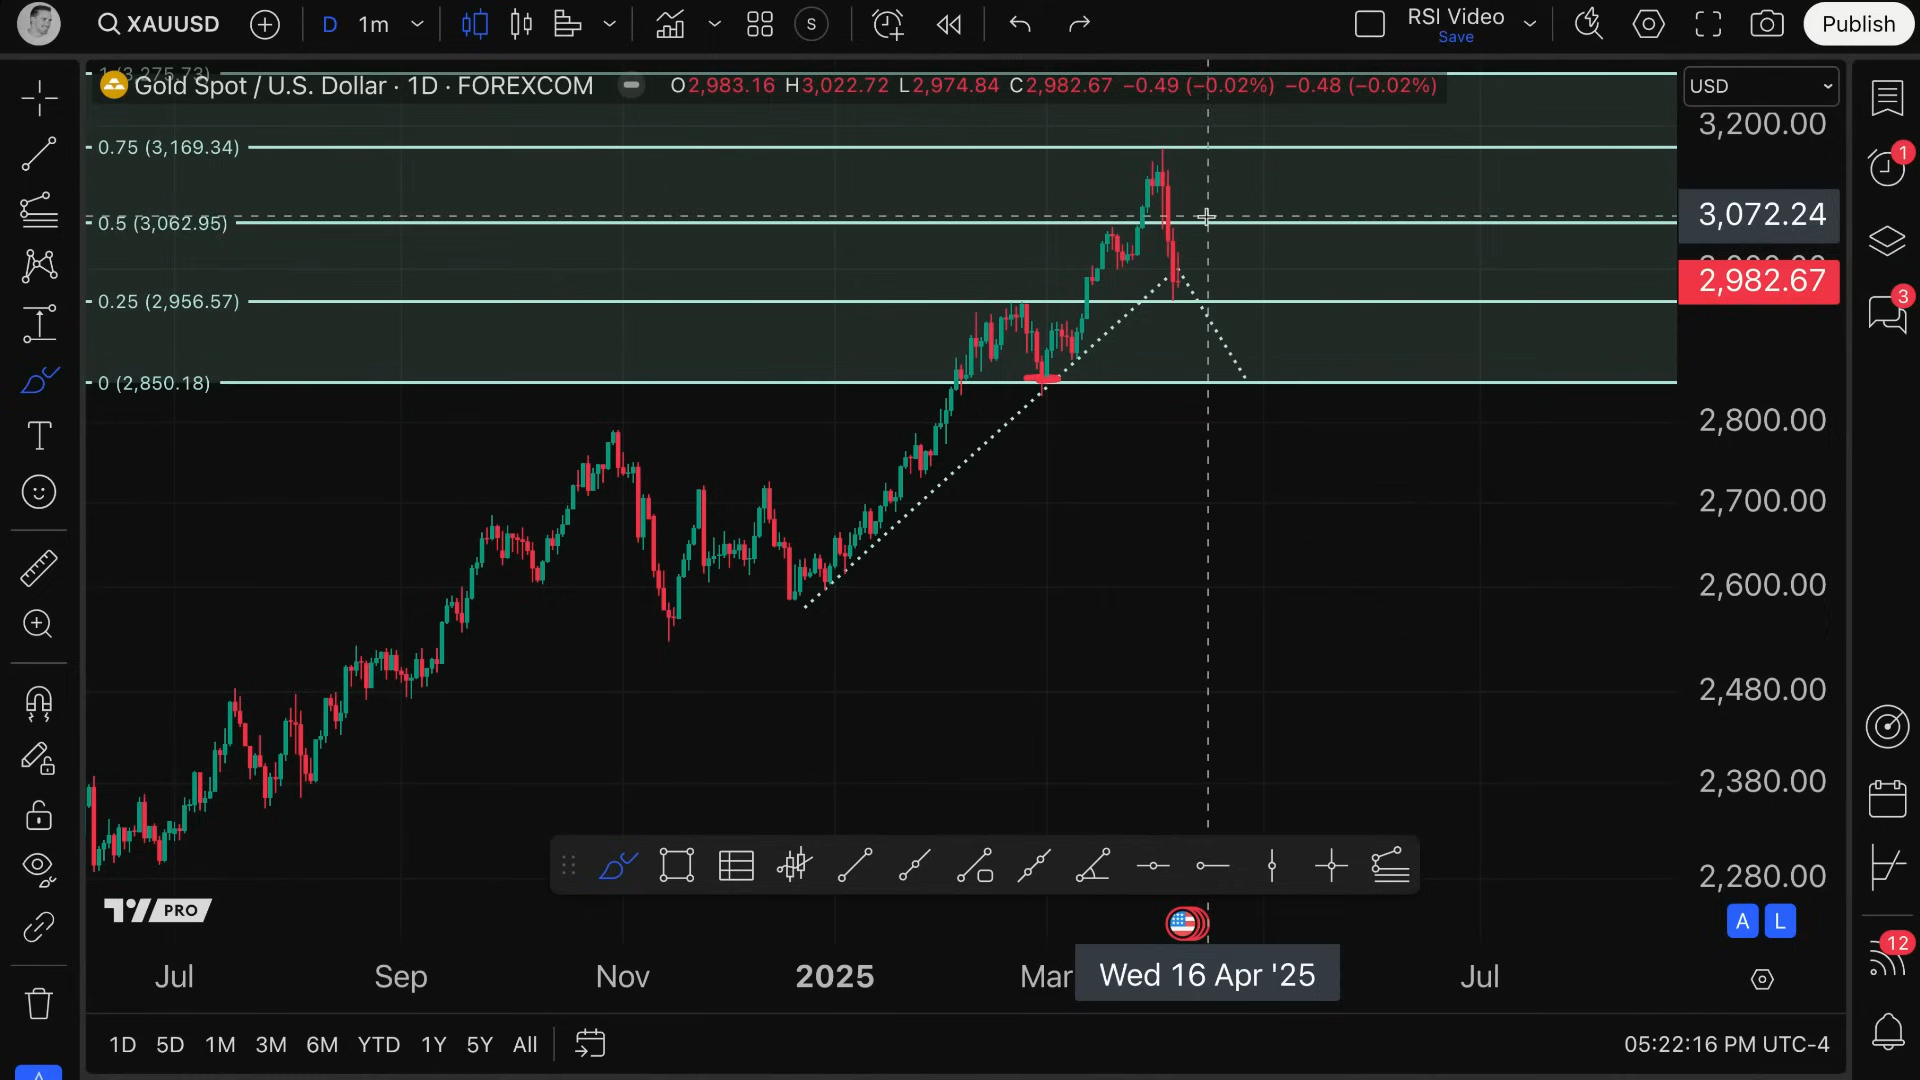 XAUUSD
D
1m
S
RSI Video
Save
Publish
1 (3,275.73)
Gold Spot / U.S. Dollar · 1D · FOREXCOM
O2,983.16 H3,022.72 L2,974.84 C2,982.67 −0.49 (−0.02%) −0.48 (−0.02%)
USD
3,200.00
1
0.75 (3,169.34)
3,072.24
0.5 (3,062.95)
2,982.67
3
0.25 (2,956.57)
0 (2,850.18)
2,800.00
2,700.00
2,600.00
2,480.00
2,380.00
2,280.00
PRO
A L
12
Jul
Sep
Nov
2025
Mar
Wed 16 Apr '25
Jul
1D 5D 1M 3M 6M YTD 1Y 5Y All
05:22:16 PM UTC-4